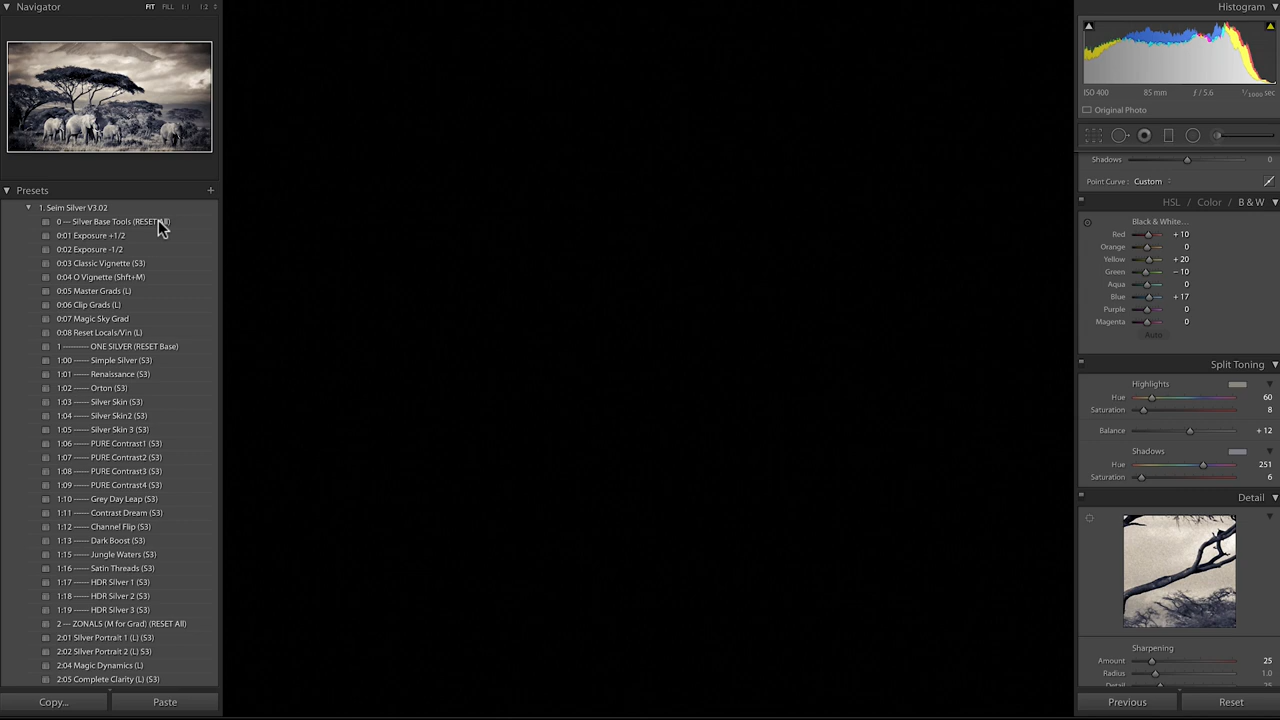 Navigator
FIT FILL 1:1 1:2
Presets +
1. Seim Silver V3.02
0 --- Silver Base Tools (RESET All)
0:01 Exposure +1/2
0:02 Exposure -1/2
0:03 Classic Vignette (S3)
0:04 O Vignette (Shft+M)
0:05 Master Grads (L)
0:06 Clip Grads (L)
0:07 Magic Sky Grad
0:08 Reset Locals/Vin (L)
1 ---------- ONE SILVER (RESET Base)
1:00 ------ Simple Silver (S3)
1:01 ------ Renaissance (S3)
1:02 ------ Orton (S3)
1:03 ------ Silver Skin (S3)
1:04 ------ Silver Skin2 (S3)
1:05 ------ Silver Skin 3 (S3)
1:06 ------ PURE Contrast1 (S3)
1:07 ------ PURE Contrast2 (S3)
1:08 ------ PURE Contrast3 (S3)
1:09 ------ PURE Contrast4 (S3)
1:10 ------ Grey Day Leap (S3)
1:11 ------ Contrast Dream (S3)
1:12 ------ Channel Flip (S3)
1:13 ------ Dark Boost (S3)
1:15 ------ Jungle Waters (S3)
1:16 ------ Satin Threads (S3)
1:17 ------ HDR Silver 1 (S3)
1:18 ------ HDR Silver 2 (S3)
1:19 ------ HDR Silver 3 (S3)
2 --- ZONALS (M for Grad) (RESET All)
2:01 Silver Portrait 1 (L) (S3)
2:02 Silver Portrait 2 (L) S3)
2:04 Magic Dynamics (L)
2:05 Complete Clarity (L) (S3)
Copy...
Paste
Histogram
ISO 400 85 mm ƒ / 5.6 1/1000 sec
Original Photo
Shadows 0
Point Curve: Custom
HSL / Color / B & W
Black & White...
Red + 10
Orange 0
Yellow + 20
Green - 10
Aqua 0
Blue + 17
Purple 0
Magenta 0
Auto
Split Toning
Highlights
Hue 60
Saturation 8
Balance + 12
Shadows
Hue 251
Saturation 6
Detail
Sharpening
Amount 25
Radius 1.0
Detail 25
Previous
Reset